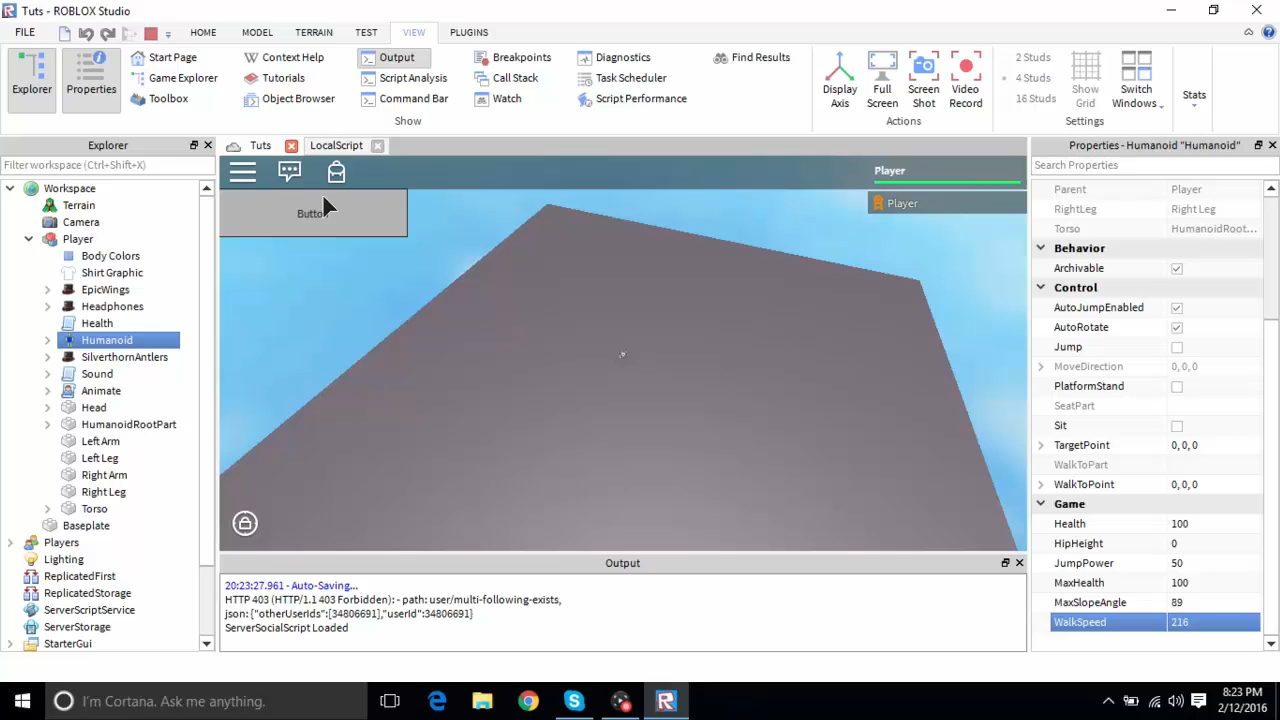 Tuts - ROBLOX Studio
FILE
HOME
MODEL
TERRAIN
TEST
VIEW
PLUGINS
Explorer
Properties
Start Page
Game Explorer
Toolbox
Context Help
Tutorials
Object Browser
Output
Script Analysis
Command Bar
Breakpoints
Call Stack
Watch
Diagnostics
Task Scheduler
Script Performance
Find Results
Show
Display Axis
Full Screen
Screen Shot
Video Record
Actions
2 Studs
4 Studs
16 Studs
Show Grid
Switch Windows
Settings
Stats
Explorer
Filter workspace (Ctrl+Shift+X)
Workspace
Terrain
Camera
Player
Body Colors
Shirt Graphic
EpicWings
Headphones
Health
Humanoid
SilverthornAntlers
Sound
Animate
Head
HumanoidRootPart
Left Arm
Left Leg
Right Arm
Right Leg
Torso
Baseplate
Players
Lighting
ReplicatedFirst
ReplicatedStorage
ServerScriptService
ServerStorage
StarterGui
Tuts
LocalScript
Player
Player
Output
20:23:27.961 - Auto-Saving...
HTTP 403 (HTTP/1.1 403 Forbidden): - path: user/multi-following-exists,
json: {"otherUserIds":[34806691],"userId":34806691}
ServerSocialScript Loaded
Properties - Humanoid "Humanoid"
Search Properties
Parent Player
RightLeg Right Leg
Torso HumanoidRoot...
Behavior
Archivable
Control
AutoJumpEnabled
AutoRotate
Jump
MoveDirection 0, 0, 0
PlatformStand
SeatPart
Sit
TargetPoint 0, 0, 0
WalkToPart
WalkToPoint 0, 0, 0
Game
Health 100
HipHeight 0
JumpPower 50
MaxHealth 100
MaxSlopeAngle 89
WalkSpeed 216
I'm Cortana. Ask me anything.
8:23 PM
2/12/2016